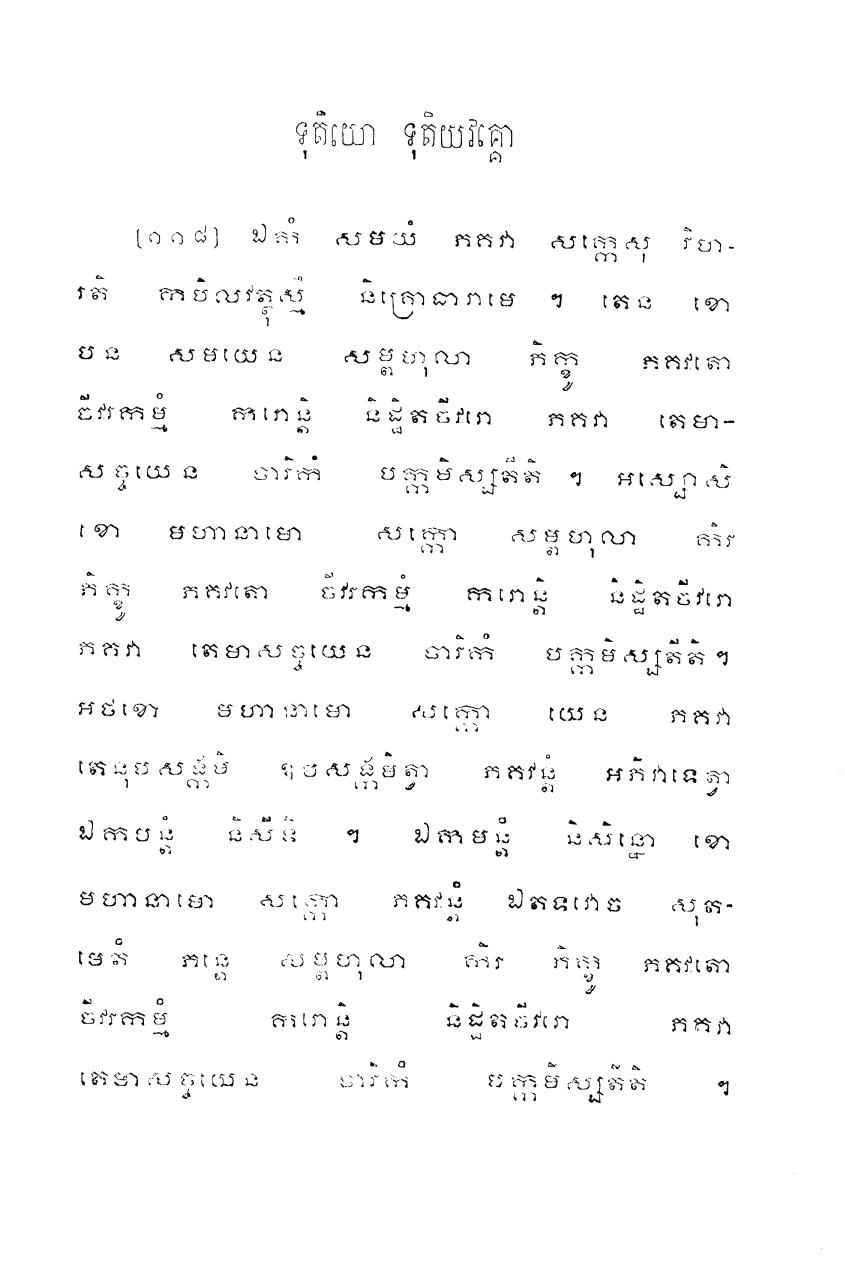 ទុតិយោ ទុតិយវគ្គោ
[១១៨] ឯកំ សមយំ ភគវា សក្កេសុ វិហ-
រតិ កាបិលវត្ថុស្មឹ និគ្រោធារាមេ ។ តេន ខោ
បន សមយេន សម្ពហុលា ភិក្ខូ ភគវតោ
ចីវរកម្មំ ករោន្តិ និដ្ឋិតចីវរោ ភគវា តេមា-
សច្ចយេន ចារិកំ បក្កមិស្សតីតិ ។ អស្សោសិ
ខោ មហានាមោ សក្កោ សម្ពហុលា កិរ
ភិក្ខូ ភគវតោ ចីវរកម្មំ ករោន្តិ និដ្ឋិតចីវរោ
ភគវា តេមាសច្ចយេន ចារិកំ បក្កមិស្សតីតិ ។
អថខោ មហានាមោ សក្កោ យេន ភគវា
តេនុបសង្កមិ ឧបសង្កមិត្វា ភគវន្តំ អភិវាទេត្វា
ឯកមន្តំ និសីទិ ។ ឯកមន្តំ និសិន្នោ ខោ
មហានាមោ សក្កោ ភគវន្តំ ឯតទវោច សុត-
មេតំ ភន្តេ សម្ពហុលា កិរ ភិក្ខូ ភគវតោ
ចីវរកម្មំ ករោន្តិ និដ្ឋិតចីវរោ ភគវា
តេមាសច្ចយេន ចារិកំ បក្កមិស្សតីតិ ។